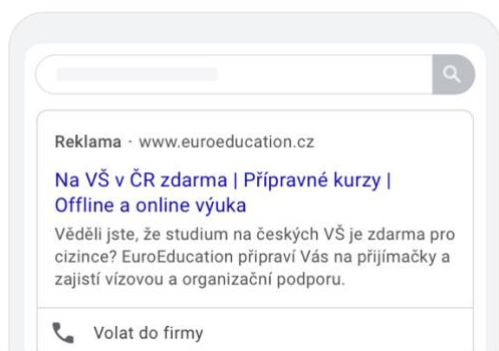 Reklama · www.euroeducation.cz
Na VŠ v ČR zdarma | Přípravné kurzy |
Offline a online výuka
Věděli jste, že studium na českých VŠ je zdarma pro
cizince? EuroEducation připraví Vás na přijímačky a
zajistí vízovou a organizační podporu.
Volat do firmy